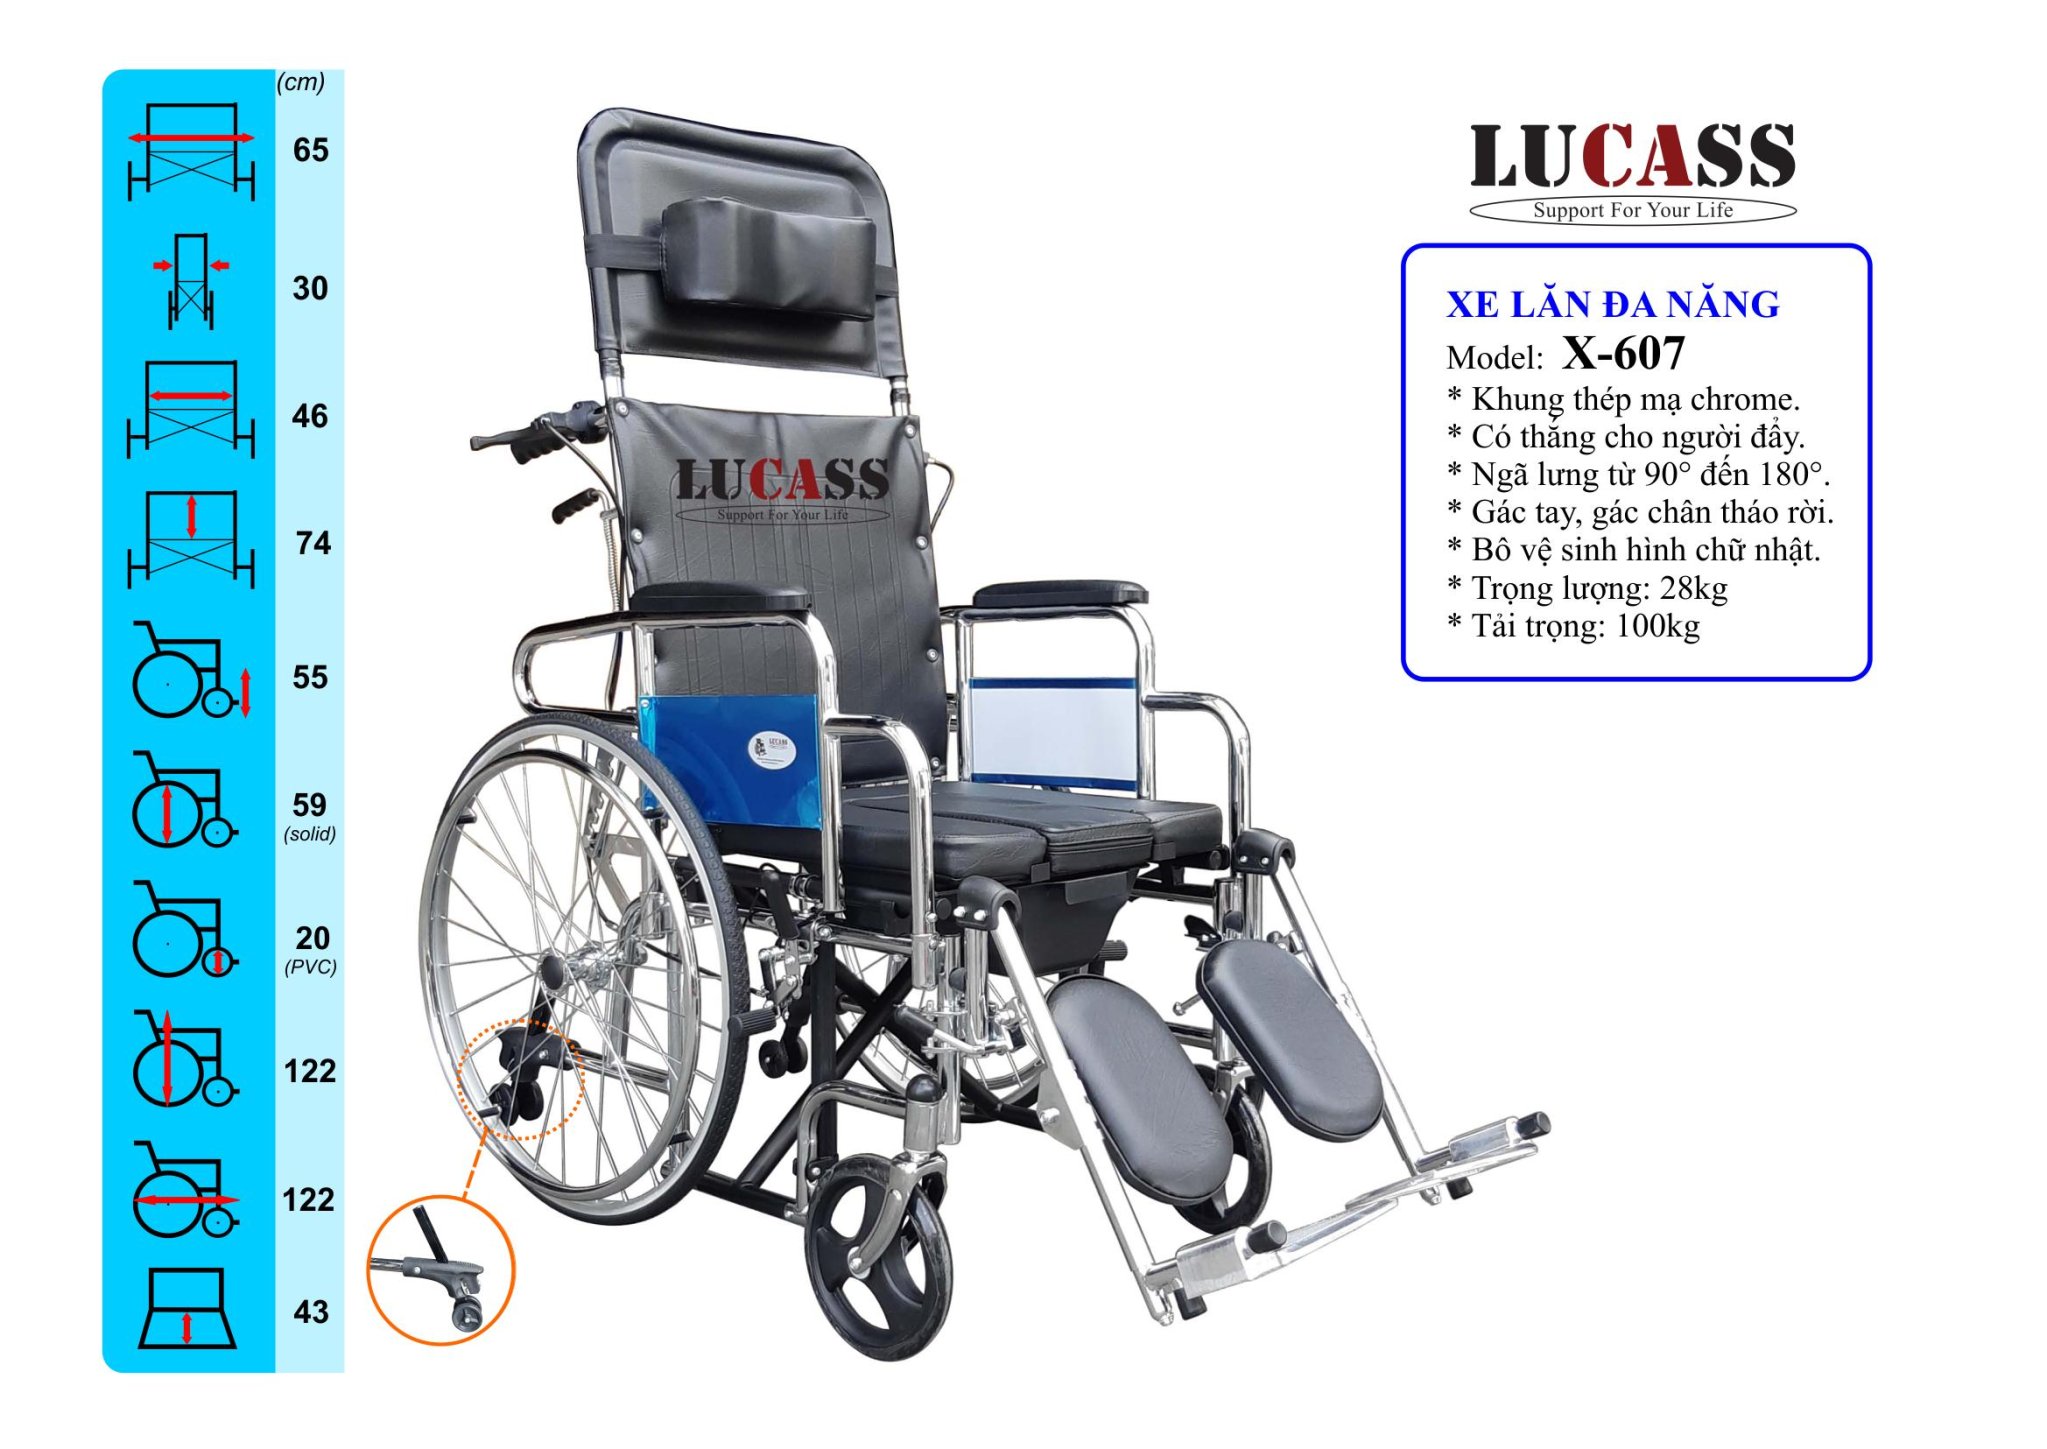 (cm)
65
30
46
74
55
59
(solid)
20
(PVC)
122
122
43
LUCASS
Support For Your Life
LUCASS
LUCASS
Support For Your Life
XE LĂN ĐA NĂNG
Model: X-607
* Khung thép mạ chrome.
* Có thắng cho người đẩy.
* Ngã lưng từ 90° đến 180°.
* Gác tay, gác chân tháo rời.
* Bô vệ sinh hình chữ nhật.
* Trọng lượng: 28kg
* Tải trọng: 100kg